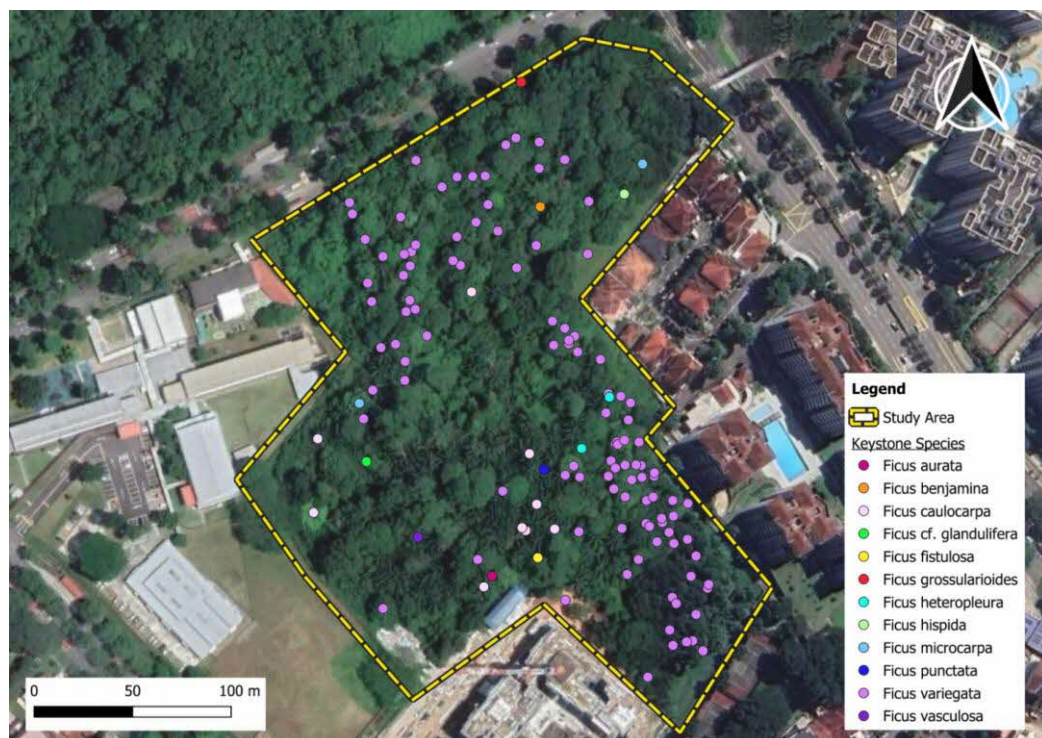 Legend
Study Area
Keystone Species
Ficus aurata
Ficus benjamina
Ficus caulocarpa
Ficus cf. glandulifera
Ficus fistulosa
Ficus grossularioides
Ficus heteropleura
Ficus hispida
Ficus microcarpa
Ficus punctata
Ficus variegata
Ficus vasculosa
0 50 100 m